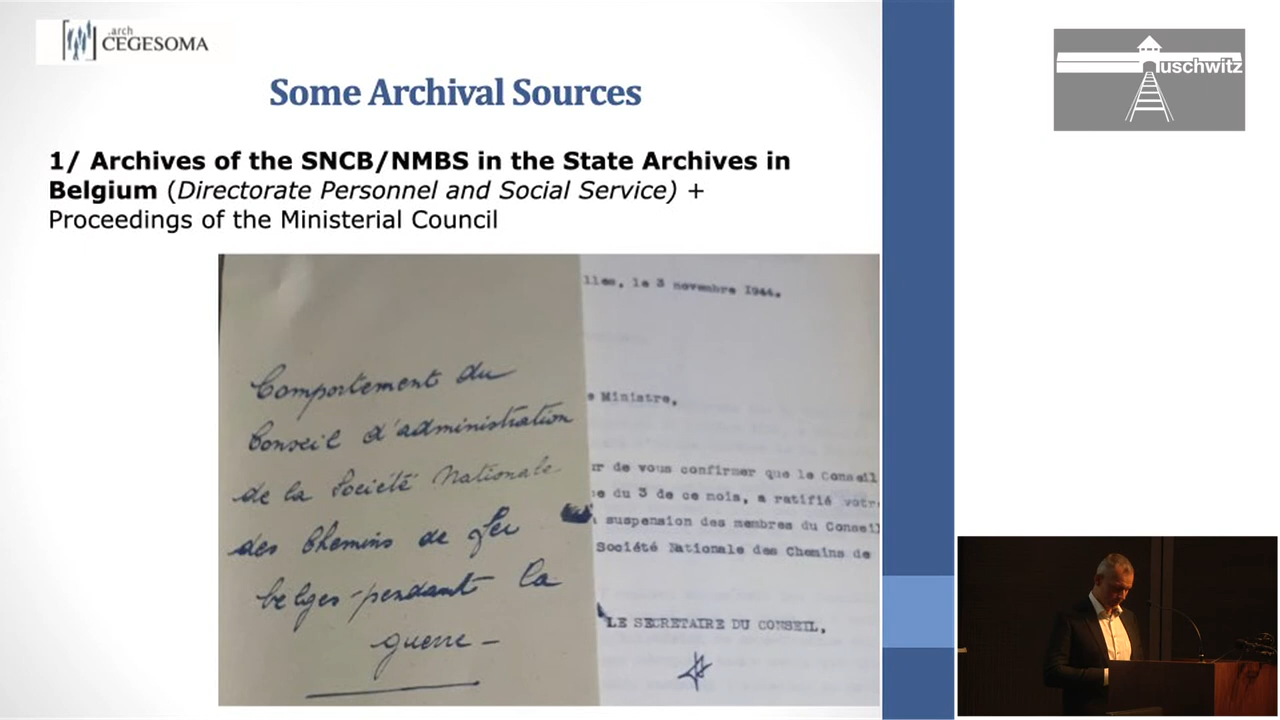 .arch
CEGESOMA
Some Archival Sources
1/ Archives of the SNCB/NMBS in the State Archives in
Belgium (Directorate Personnel and Social Service) +
Proceedings of the Ministerial Council
Comportement du
Conseil d'administration
de la Société Nationale
des Chemins de fer
belges pendant la
guerre -
lles, le 3 novembre 1944.
e Ministre,
ur de vous confirmer que le Conseil
e du 3 de ce mois, a ratifié votr
suspension des membres du Conseil
Société Nationale des Chemins de
LE SECRETAIRE DU CONSEIL,
uschwitz